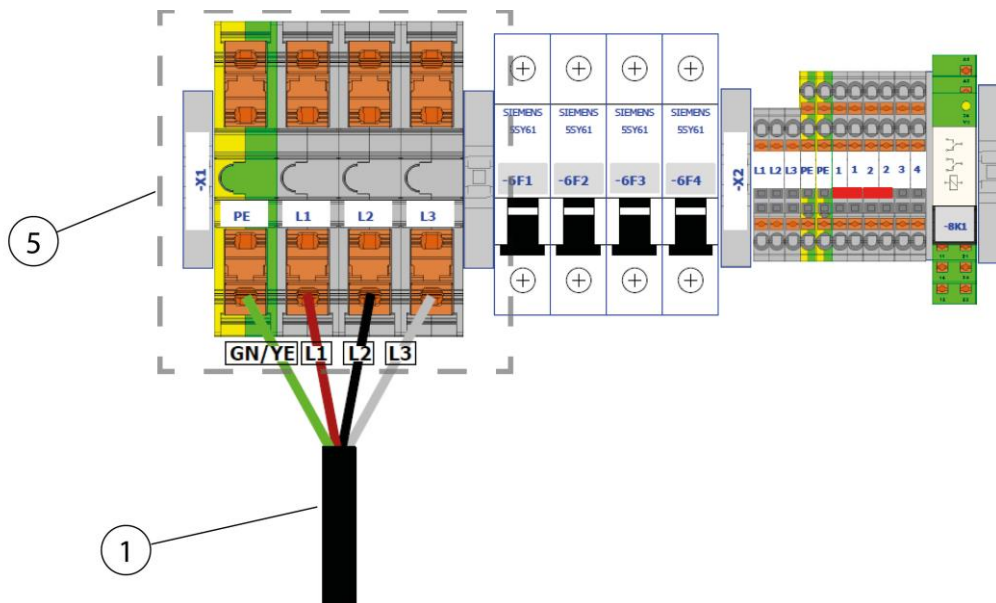 -X1
PE L1 L2 L3
GN/YE L1 L2 L3
5
1
SIEMENS SIEMENS SIEMENS SIEMENS
5SY61 5SY61 5SY61 5SY61
-6F1 -6F2 -6F3 -6F4
-X2
L1 L2 L3 PE PE 1 1 2 2 3 4
-8K1